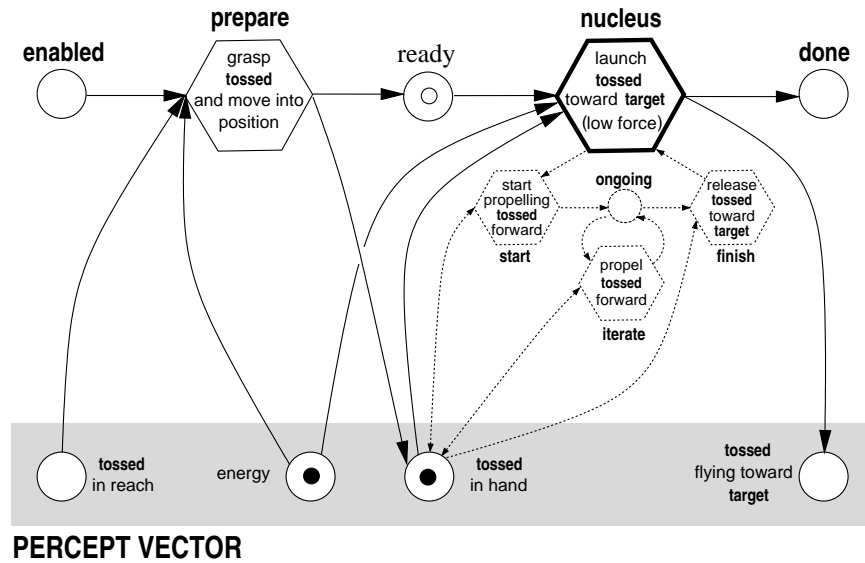 enabled
prepare
ready
nucleus
done
grasp
tossed
and move into
position
launch
tossed
toward target
(low force)
start
propelling
tossed
forward
start
ongoing
release
tossed
toward
target
finish
propel
tossed
forward
iterate
tossed
in reach
energy
tossed
in hand
tossed
flying toward
target
PERCEPT VECTOR